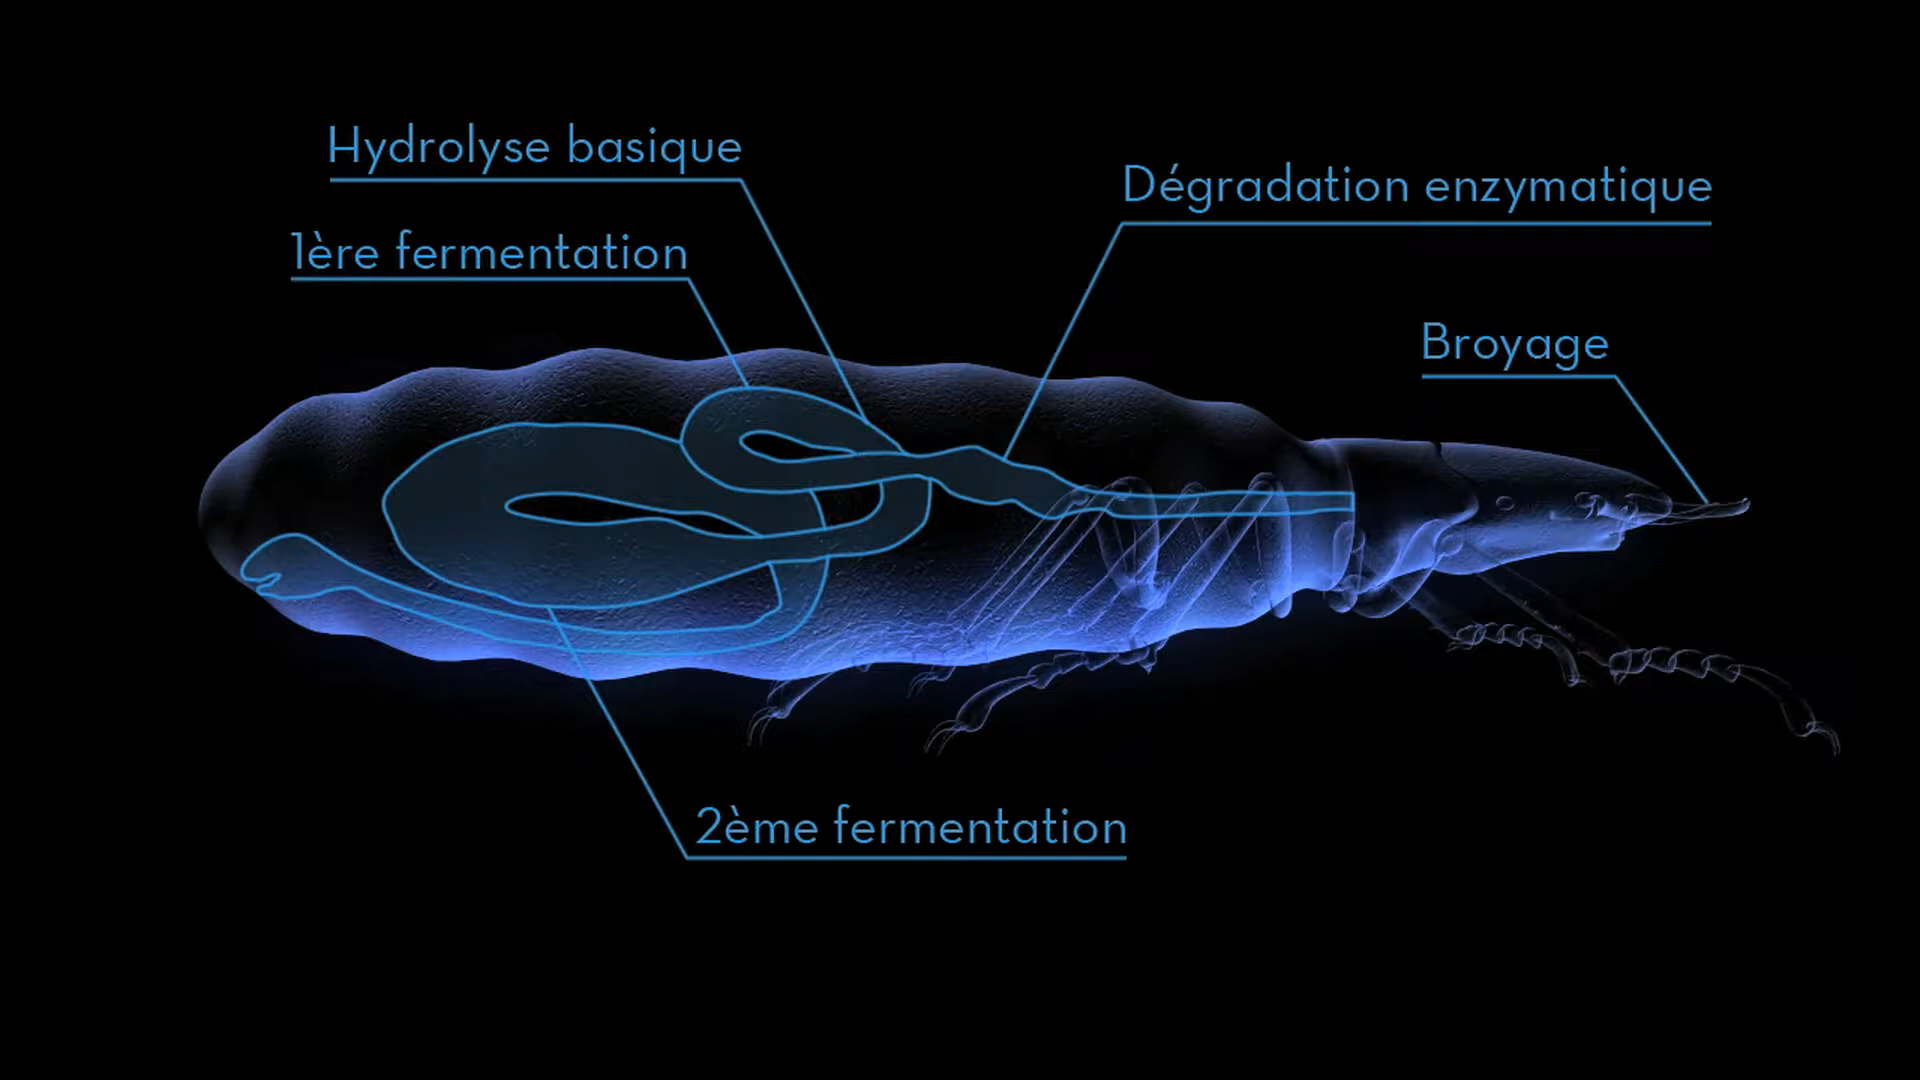 Hydrolyse basique
Dégradation enzymatique
1ère fermentation
Broyage
2ème fermentation